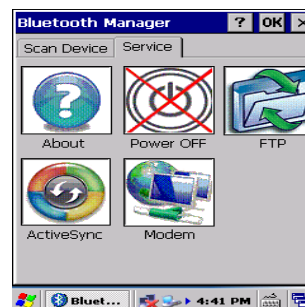 Bluetooth Manager ? OK ×
Scan Device Service
About Power OFF FTP
ActiveSync Modem
Bluet... 4:41 PM